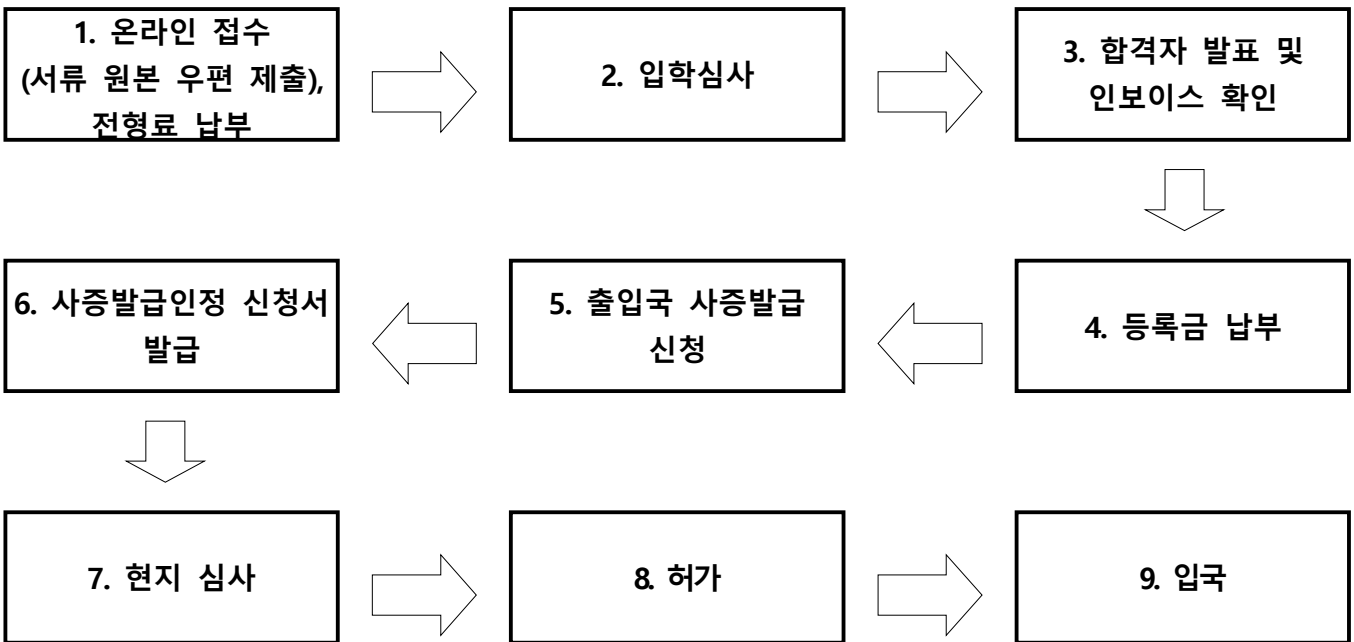 1. 온라인 접수
(서류 원본 우편 제출),
전형료 납부
2. 입학심사
3. 합격자 발표 및
인보이스 확인
4. 등록금 납부
5. 출입국 사증발급
신청
6. 사증발급인정 신청서
발급
7. 현지 심사
8. 허가
9. 입국